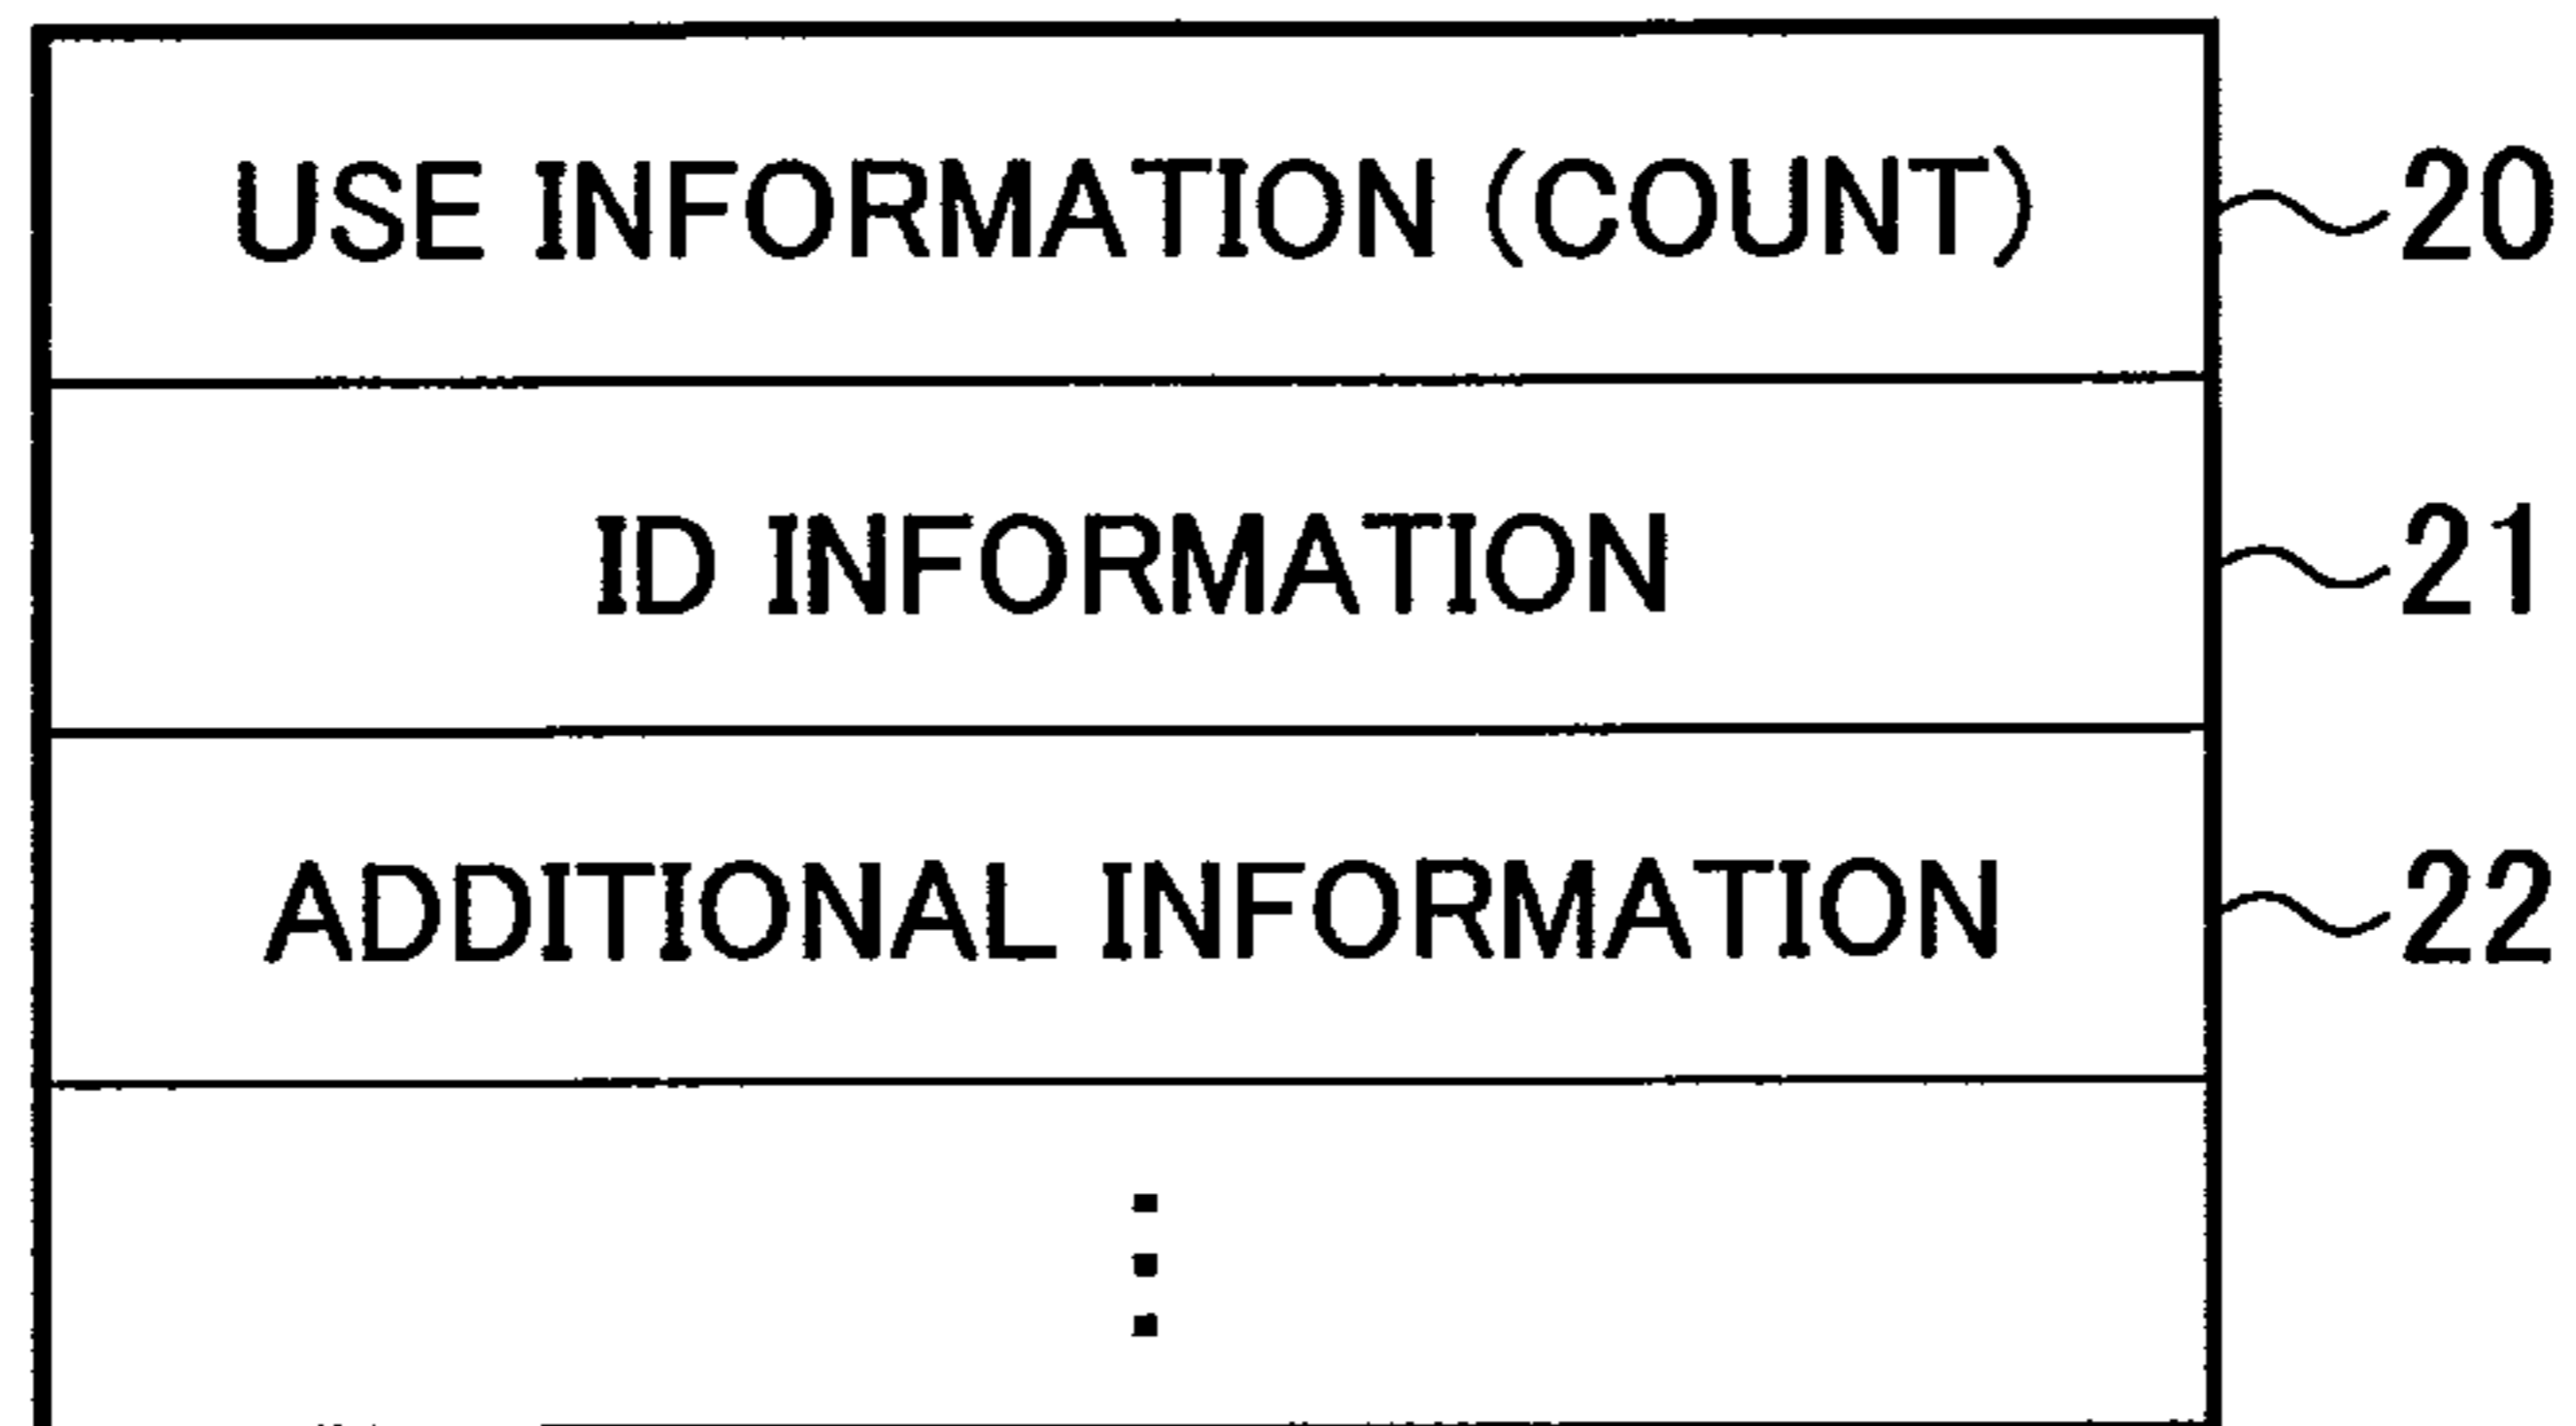 USE INFORMATION (COUNT) 20
ID INFORMATION 21
ADDITIONAL INFORMATION 22